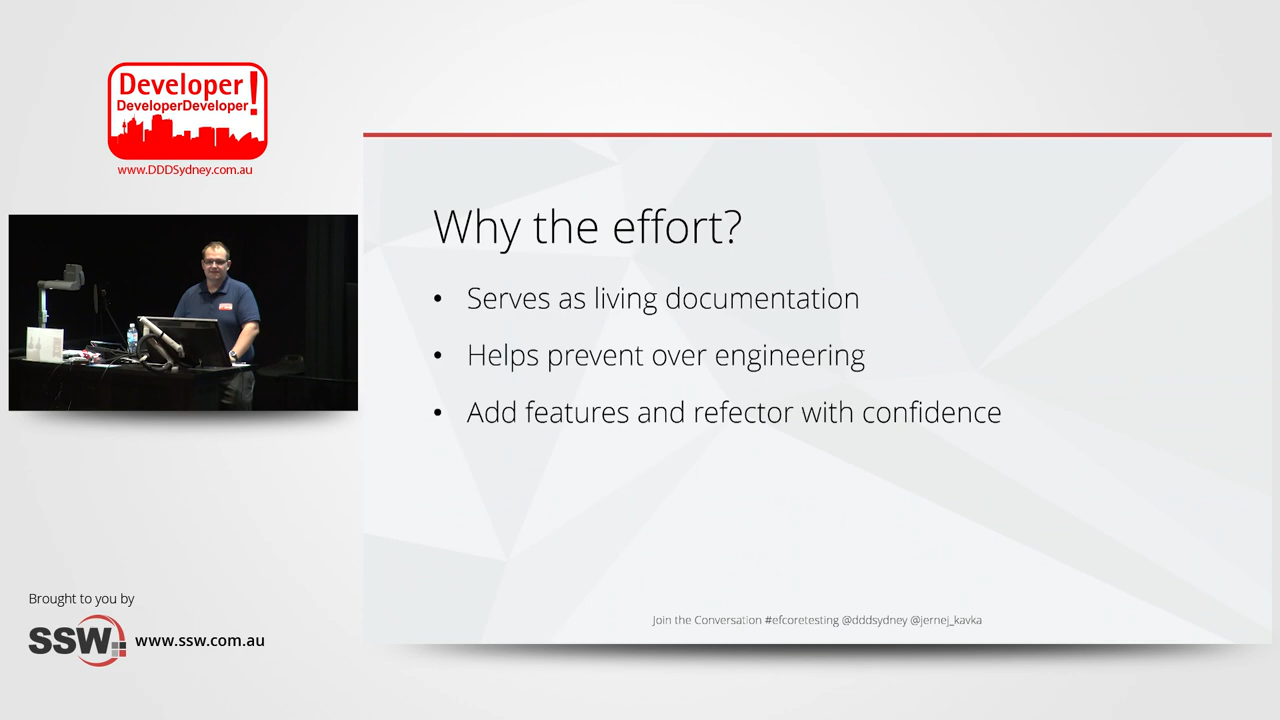 Developer!
DeveloperDeveloper
www.DDDSydney.com.au
Why the effort?
• Serves as living documentation
• Helps prevent over engineering
• Add features and refector with confidence
Join the Conversation #efcoretesting @dddsydney @jernej_kavka
Brought to you by
SSW www.ssw.com.au